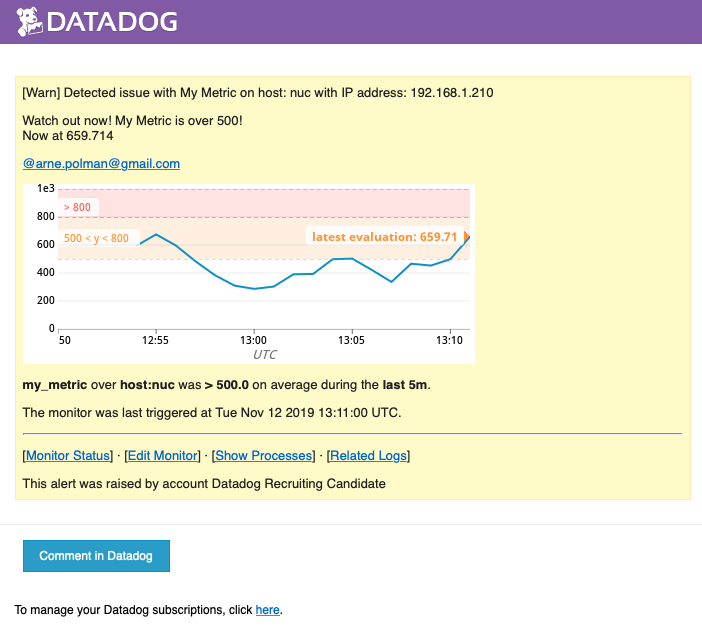 DATADOG
[Warn] Detected issue with My Metric on host: nuc with IP address: 192.168.1.210
Watch out now! My Metric is over 500!
Now at 659.714
@arne.polman@gmail.com
1e3
> 800
800
500 < y < 800
latest evaluation: 659.71
600
400
200
0
50 12:55 13:00 13:05 13:10
UTC
my_metric over host:nuc was > 500.0 on average during the last 5m.
The monitor was last triggered at Tue Nov 12 2019 13:11:00 UTC.
[Monitor Status] · [Edit Monitor] · [Show Processes] · [Related Logs]
This alert was raised by account Datadog Recruiting Candidate
Comment in Datadog
To manage your Datadog subscriptions, click here.